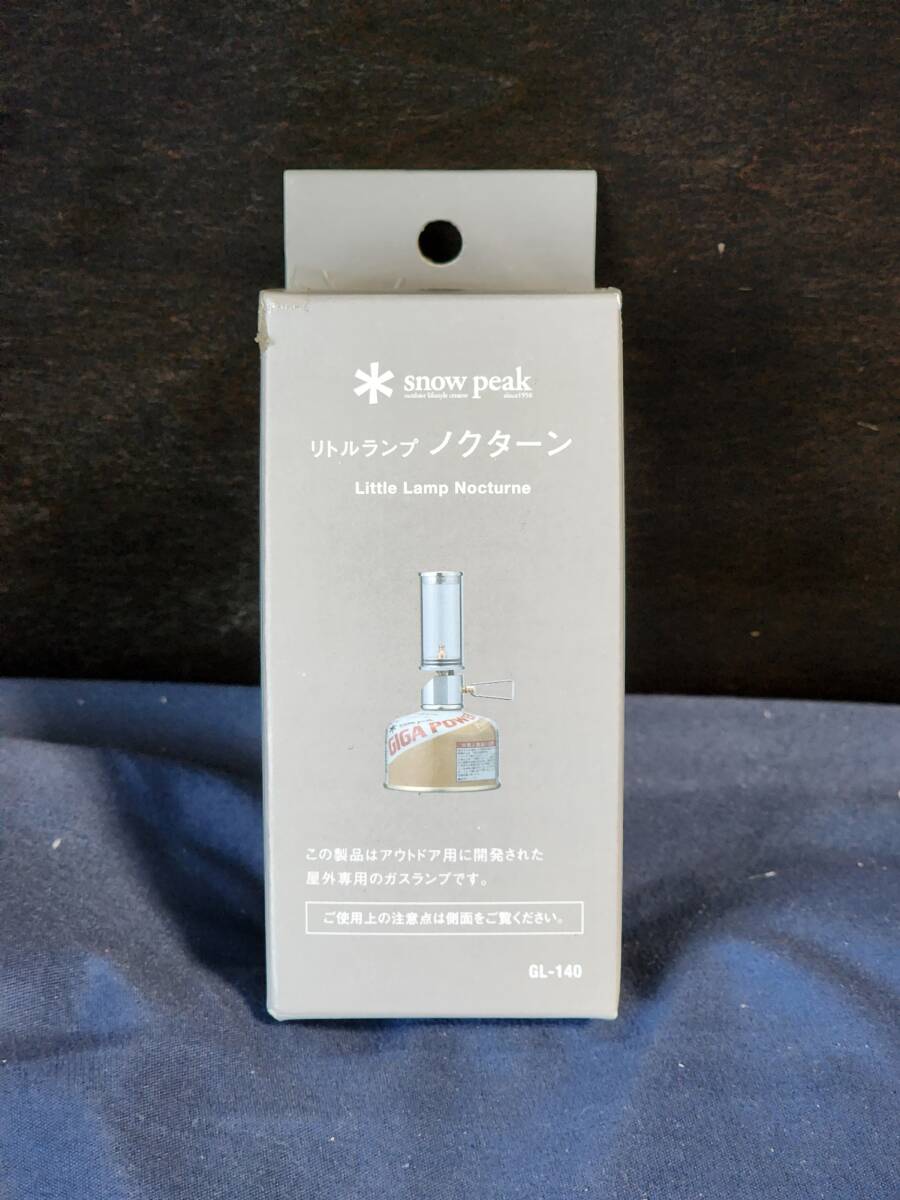 snow peak
outdoor lifestyle creator since1958
リトルランプ ノクターン
Little Lamp Nocturne
snow peak
GIGA POW
この製品はアウトドア用に開発された
屋外専用のガスランプです。
ご使用上の注意点は側面をご覧ください。
GL-140